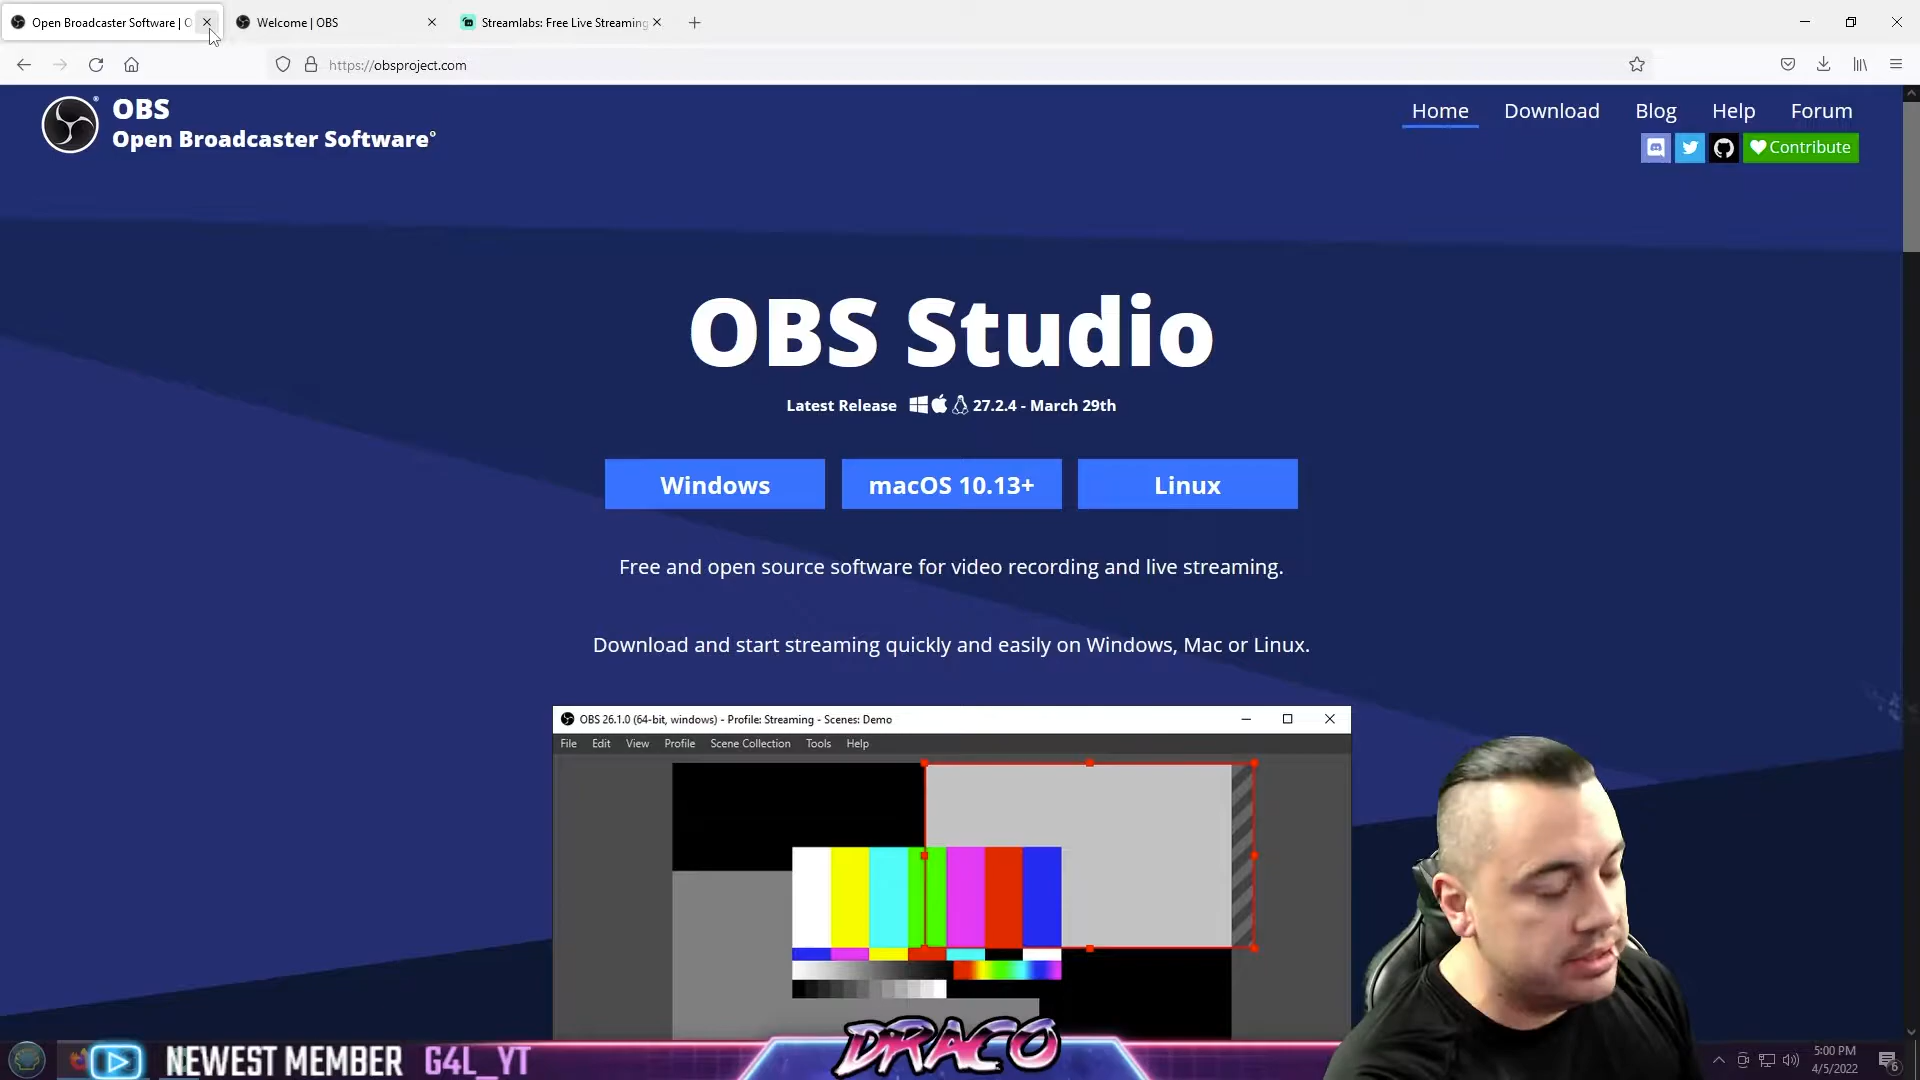 Open Broadcaster Software | O
Welcome | OBS
Streamlabs: Free Live Streaming
https://obsproject.com
OBS
Open Broadcaster Software
Home
Download
Blog
Help
Forum
Contribute
OBS Studio
Latest Release 27.2.4 - March 29th
Windows
macOS 10.13+
Linux
Free and open source software for video recording and live streaming.
Download and start streaming quickly and easily on Windows, Mac or Linux.
OBS 26.1.0 (64-bit, windows) - Profile: Streaming - Scenes: Demo
File Edit View Profile Scene Collection Tools Help
NEWEST MEMBER G4L_YT
DRACO
5:00 PM
4/5/2022
6